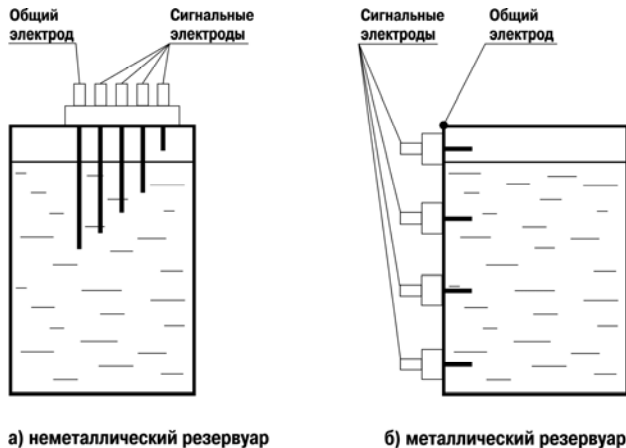 Общий
электрод
Сигнальные
электроды
Сигнальные
электроды
Общий
электрод
а) неметаллический резервуар
б) металлический резервуар